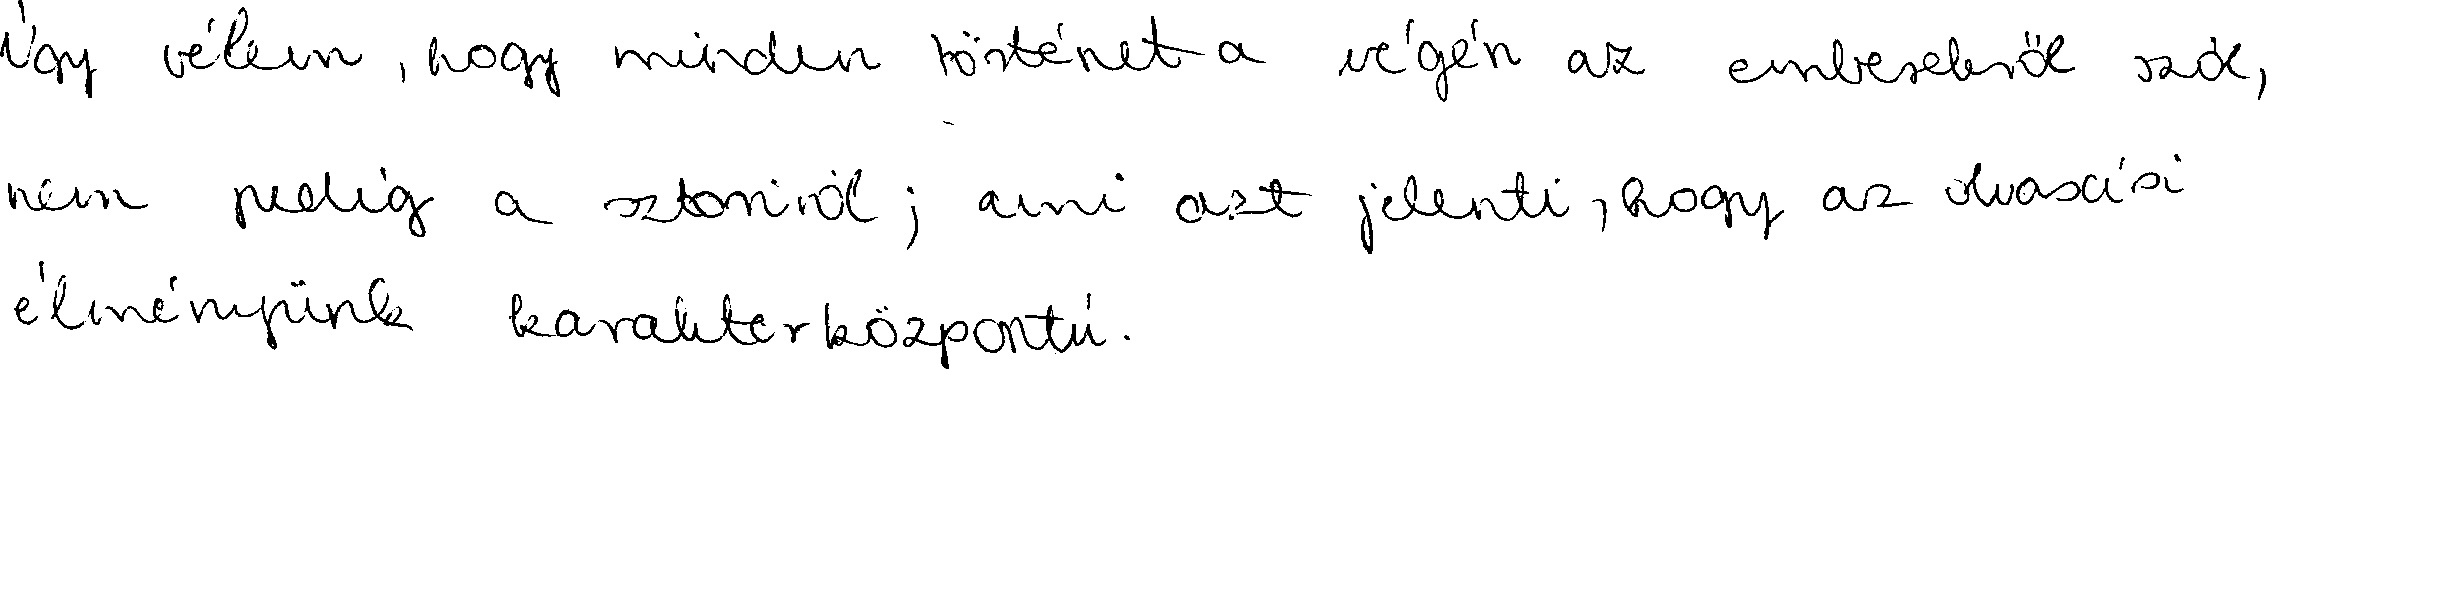 Úgy vélem, hogy minden történet a végén az emberekről szól,
nem pedig a sztoriról; ami azt jelenti, hogy az olvasási
élményünk karakterközpontú.